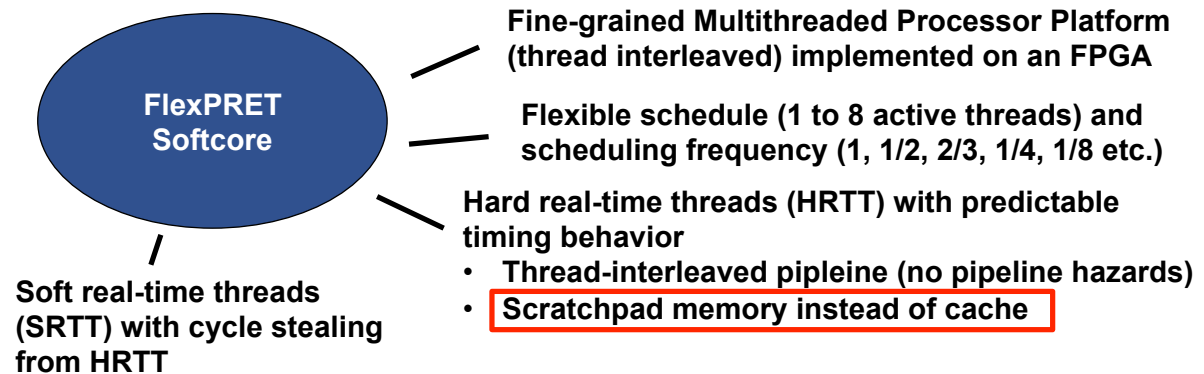 FlexPRET
Softcore
Fine-grained Multithreaded Processor Platform
(thread interleaved) implemented on an FPGA
Flexible schedule (1 to 8 active threads) and
scheduling frequency (1, 1/2, 2/3, 1/4, 1/8 etc.)
Hard real-time threads (HRTT) with predictable
timing behavior
• Thread-interleaved pipleine (no pipeline hazards)
• Scratchpad memory instead of cache
Soft real-time threads
(SRTT) with cycle stealing
from HRTT